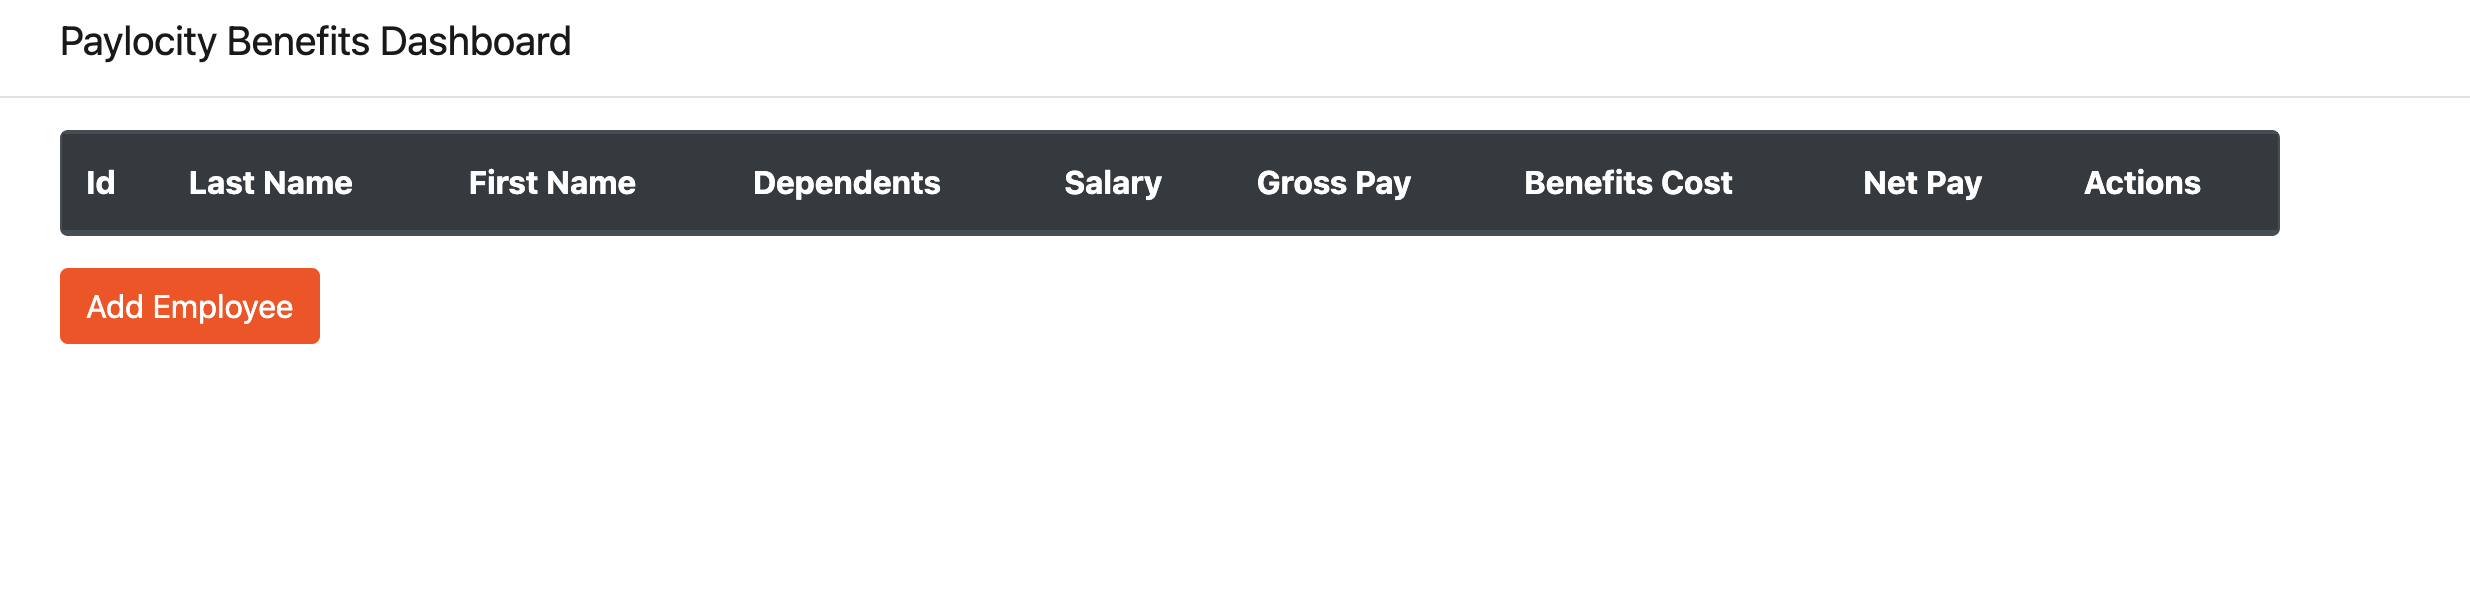 Paylocity Benefits Dashboard
Id Last Name First Name Dependents Salary Gross Pay Benefits Cost Net Pay Actions
Add Employee